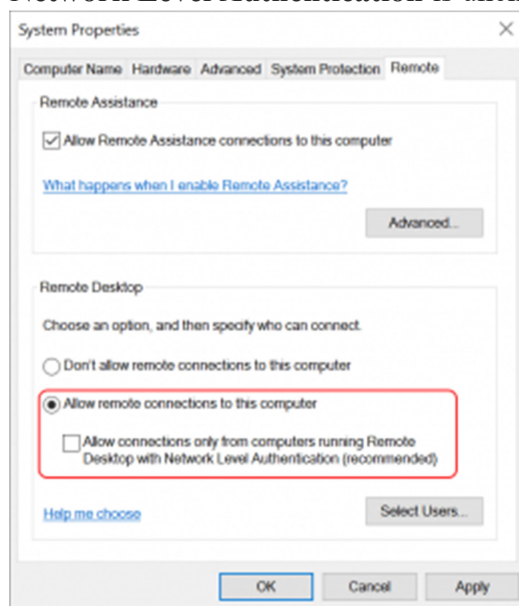 System Properties
Computer Name Hardware Advanced System Protection Remote
Remote Assistance
Allow Remote Assistance connections to this computer
What happens when I enable Remote Assistance?
Advanced...
Remote Desktop
Choose an option, and then specify who can connect.
Don't allow remote connections to this computer
Allow remote connections to this computer
Allow connections only from computers running Remote
Desktop with Network Level Authentication (recommended)
Help me choose
Select Users...
OK Cancel Apply